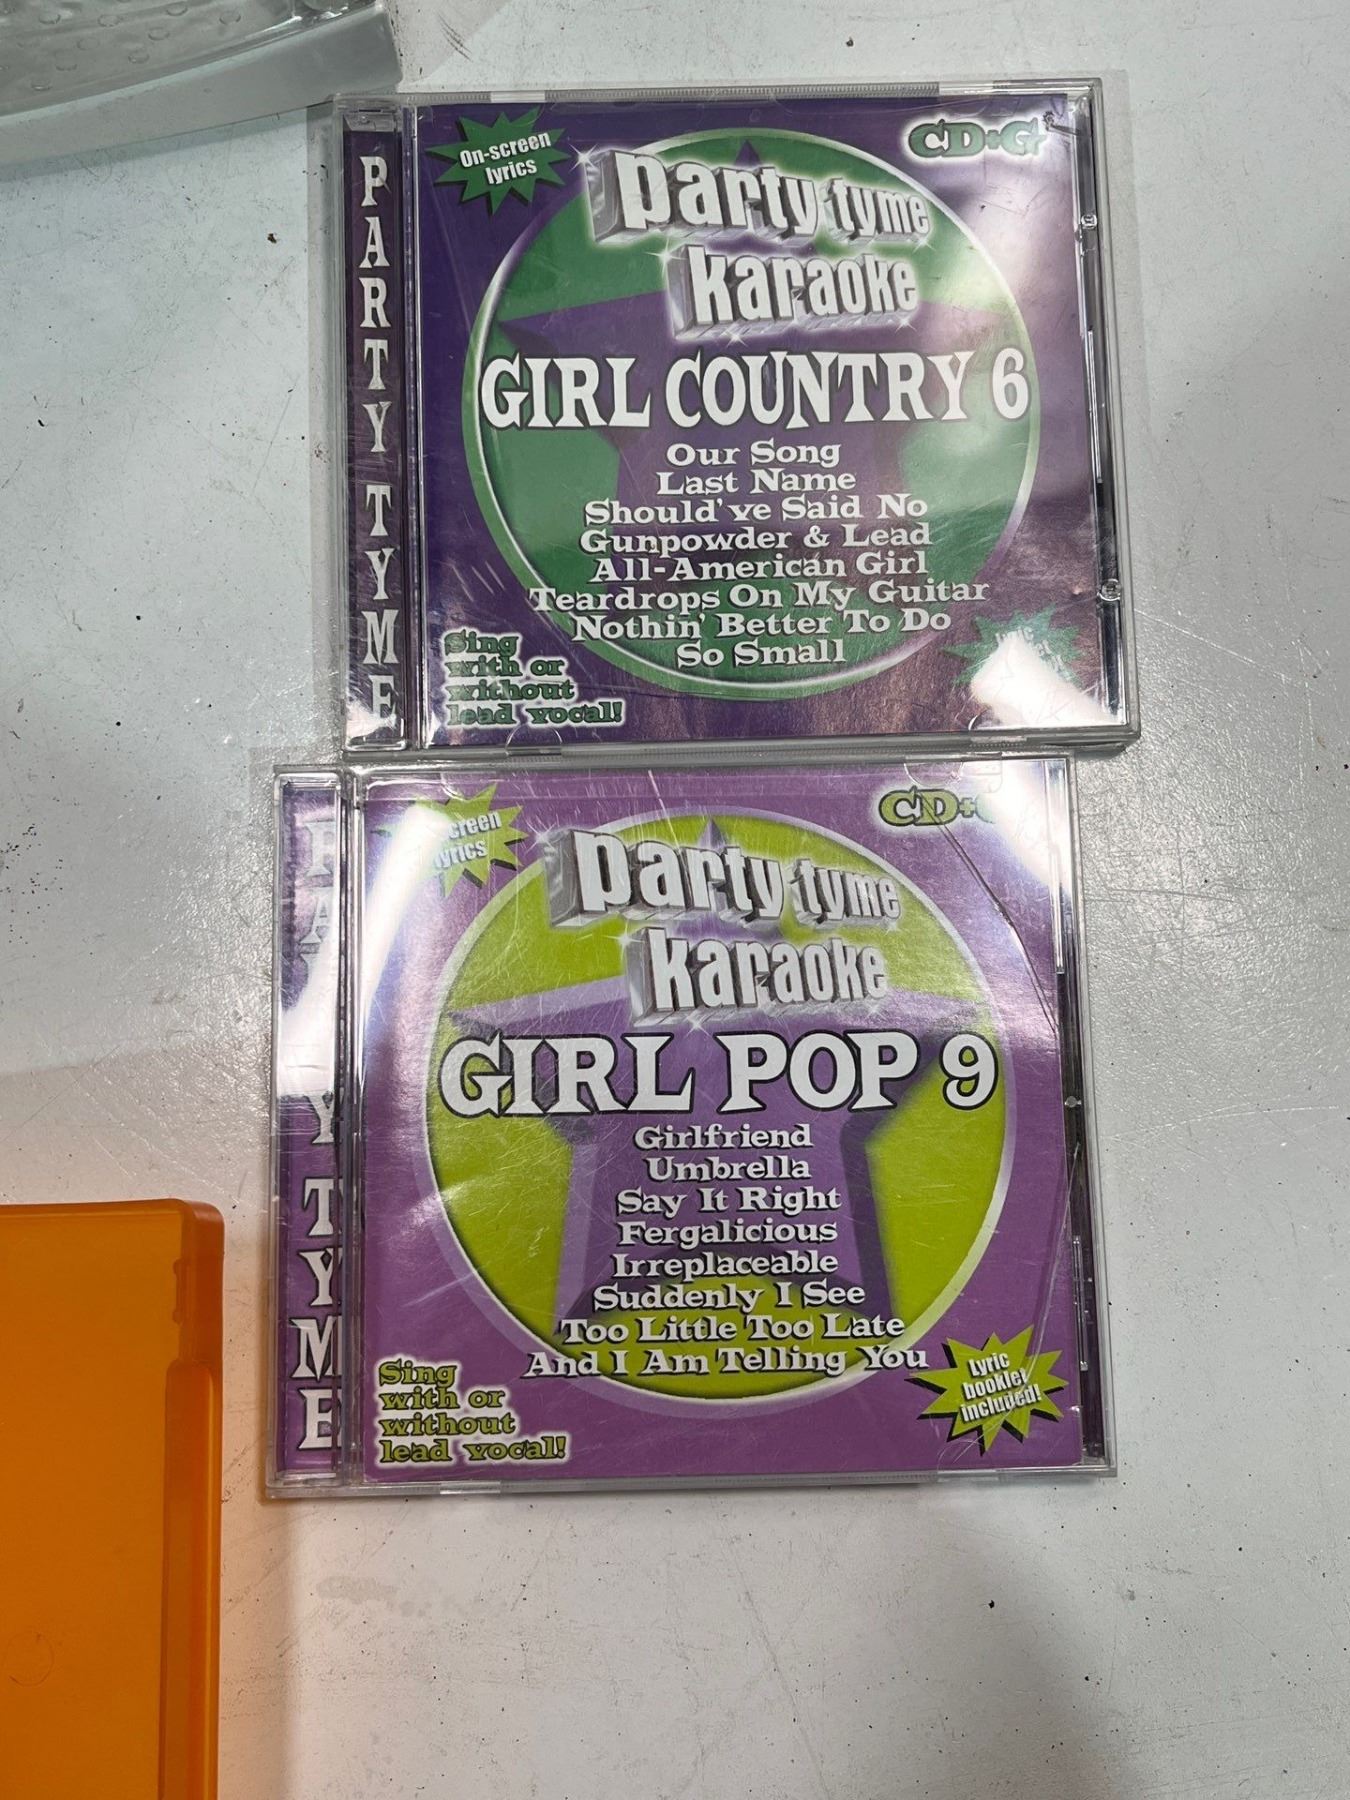 PARTY TYME
On-screen
lyrics
CD+G
party tyme
karaoke
GIRL COUNTRY 6
Our Song
Last Name
Should've Said No
Gunpowder & Lead
All-American Girl
Teardrops On My Guitar
Nothin' Better To Do
So Small
Sing
with or
without
lead vocal!
PARTY TYME
screen
lyrics
CD+G
party tyme
karaoke
GIRL POP 9
Girlfriend
Umbrella
Say It Right
Fergalicious
Irreplaceable
Suddenly I See
Too Little Too Late
And I Am Telling You
Sing
with or
without
lead vocal!
Lyric
booklet
included!